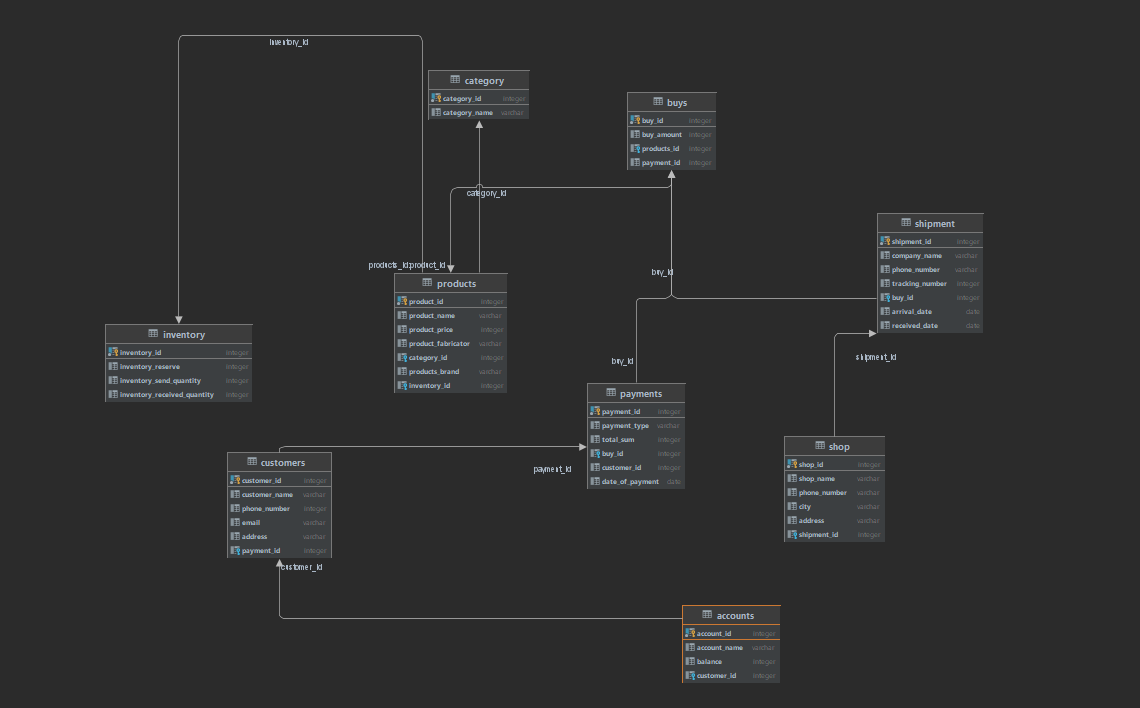 inventory_id
category
category_id integer
category_name varchar
buys
buy_id integer
buy_amount integer
products_id integer
payment_id integer
category_id
shipment
shipment_id integer
company_name varchar
phone_number varchar
tracking_number integer
buy_id integer
arrival_date date
received_date date
products_id:product_id
buy_id
products
product_id integer
product_name varchar
product_price integer
product_fabricator varchar
category_id integer
products_brand varchar
inventory_id integer
inventory
inventory_id integer
inventory_reserve integer
inventory_send_quantity integer
inventory_received_quantity integer
shipment_id
buy_id
payments
payment_id integer
payment_type varchar
total_sum integer
buy_id integer
customer_id integer
date_of_payment date
shop
shop_id integer
shop_name varchar
phone_number varchar
city varchar
address varchar
shipment_id integer
customers
customer_id integer
customer_name varchar
phone_number integer
email varchar
address varchar
payment_id integer
payment_id
customer_id
accounts
account_id integer
account_name varchar
balance integer
customer_id integer